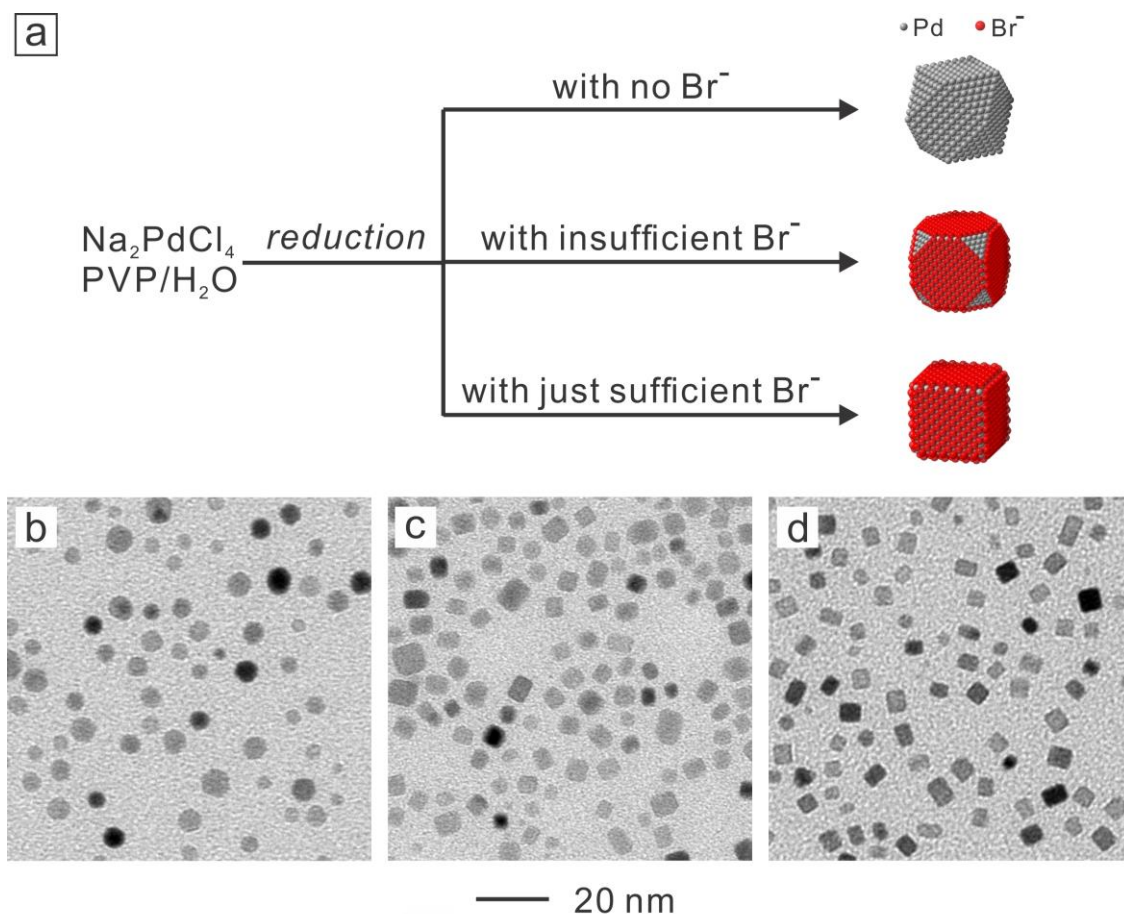 a
Pd Br⁻
with no Br⁻
Na₂PdCl₄
PVP/H₂O
reduction
with insufficient Br⁻
with just sufficient Br⁻
b
c
d
20 nm